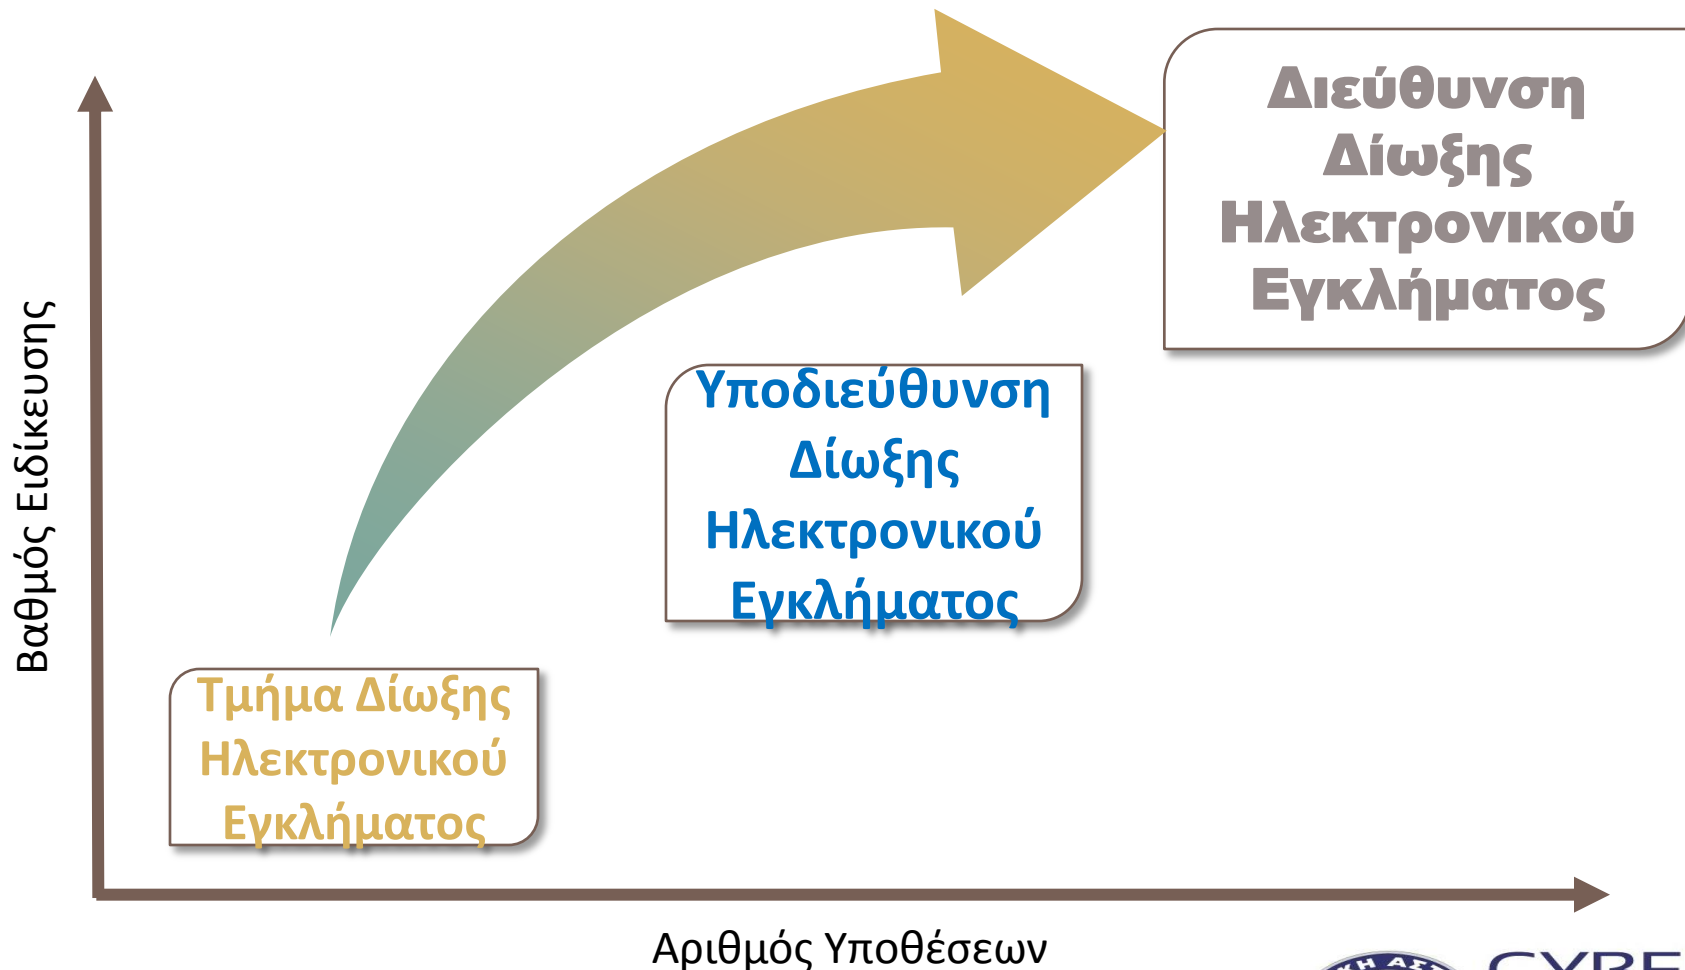 Διεύθυνση
Δίωξης
Ηλεκτρονικού
Εγκλήματος
Βαθμός Ειδίκευσης
Υποδιεύθυνση
Δίωξης
Ηλεκτρονικού
Εγκλήματος
Τμήμα Δίωξης
Ηλεκτρονικού
Εγκλήματος
Αριθμός Υποθέσεων